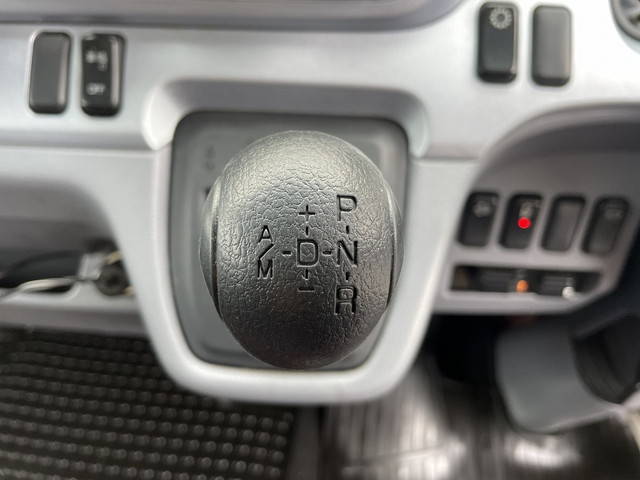 OFF
+ P
A/M -D-N
- R